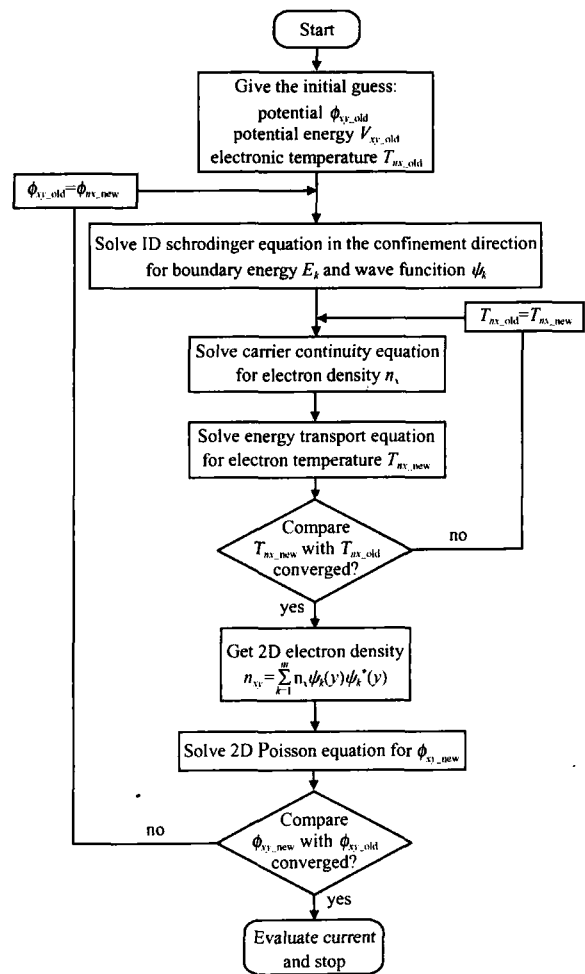 Start
Give the initial guess:
potential ϕxy_old
potential energy Vxy_old
electronic temperature Tnx_old
ϕxy_old=ϕnx_new
Solve ID schrodinger equation in the confinement direction
for boundary energy Ek and wave funcition ψk
Tnx_old=Tnx_new
Solve carrier continuity equation
for electron density nx
Solve energy transport equation
for electron temperature Tnx_new
Compare
Tnx_new with Tnx_old
converged?
no
yes
Get 2D electron density
nxy=∑k=1m nxψk(y)ψk*(y)
Solve 2D Poisson equation for ϕxy_new
Compare
ϕxy_new with ϕxy_old
converged?
no
yes
Evaluate current
and stop